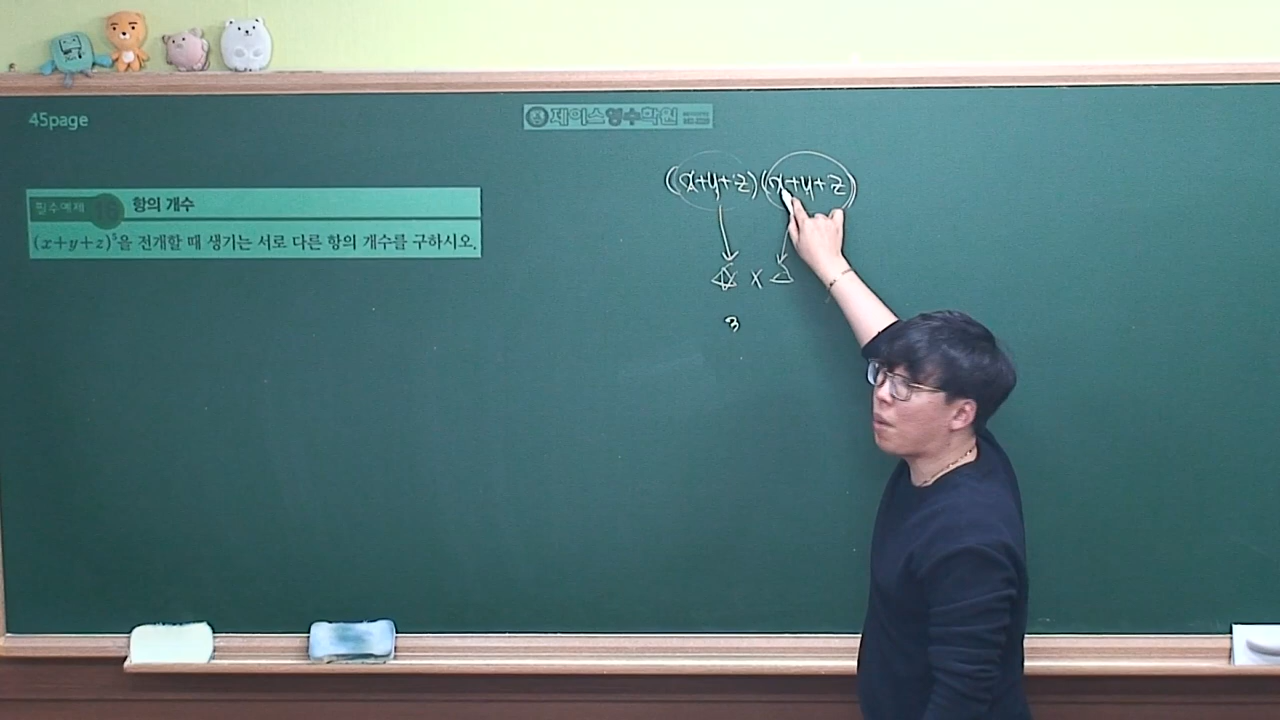 45page
제이스영수학원
필수예제 16 항의 개수
(x+y+z)⁵을 전개할 때 생기는 서로 다른 항의 개수를 구하시오.
(x+y+z)(x+y+z)
×
3